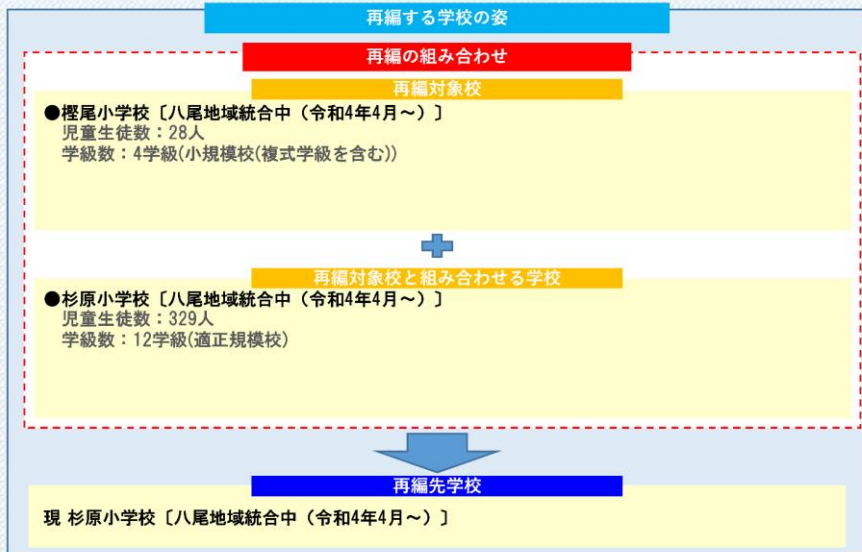 再編する学校の姿
再編の組み合わせ
再編対象校
●樫尾小学校〔八尾地域統合中（令和4年4月～）〕
児童生徒数：28人
学級数：4学級(小規模校(複式学級を含む))
再編対象校と組み合わせる学校
●杉原小学校〔八尾地域統合中（令和4年4月～）〕
児童生徒数：329人
学級数：12学級(適正規模校)
再編先学校
現 杉原小学校〔八尾地域統合中（令和4年4月～）〕